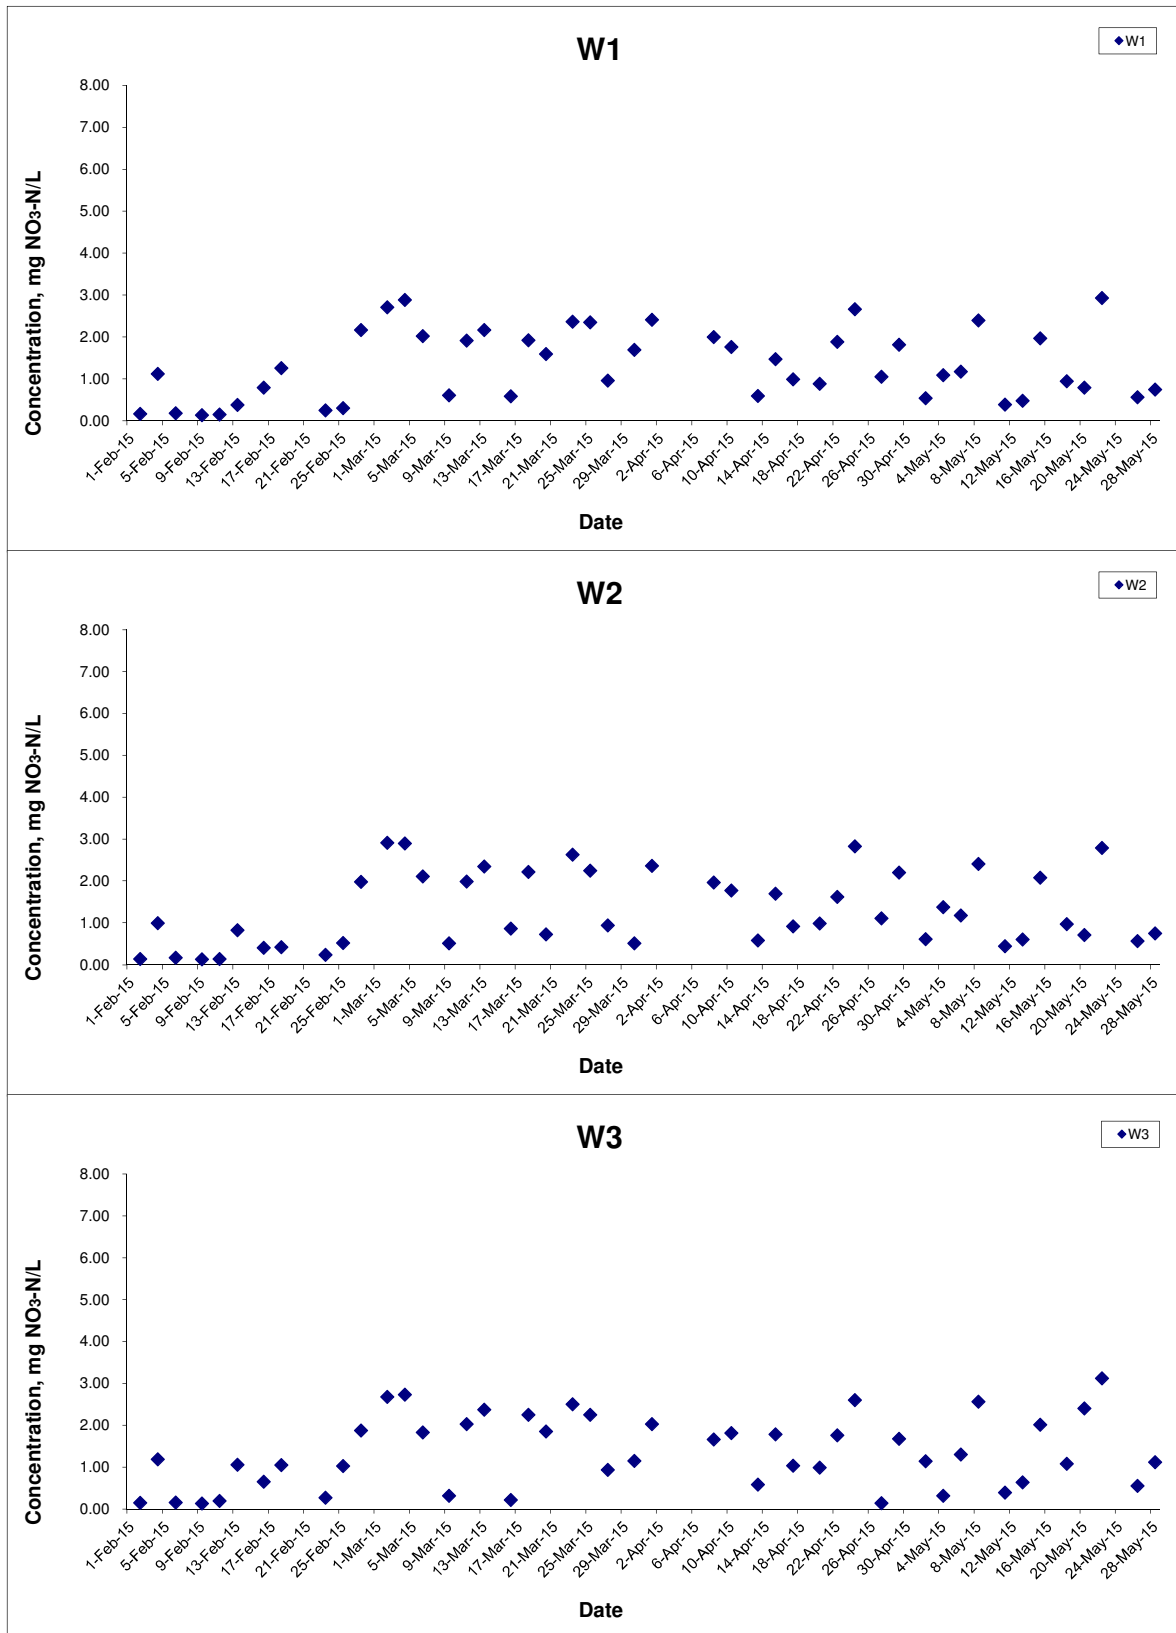 W1
W1
8.00
7.00
6.00
5.00
4.00
3.00
2.00
1.00
0.00
Concentration, mg NO3-N/L
1-Feb-15
5-Feb-15
9-Feb-15
13-Feb-15
17-Feb-15
21-Feb-15
25-Feb-15
1-Mar-15
5-Mar-15
9-Mar-15
13-Mar-15
17-Mar-15
21-Mar-15
25-Mar-15
29-Mar-15
2-Apr-15
6-Apr-15
10-Apr-15
14-Apr-15
18-Apr-15
22-Apr-15
26-Apr-15
30-Apr-15
4-May-15
8-May-15
12-May-15
16-May-15
20-May-15
24-May-15
28-May-15
Date
W2
W2
8.00
7.00
6.00
5.00
4.00
3.00
2.00
1.00
0.00
Concentration, mg NO3-N/L
1-Feb-15
5-Feb-15
9-Feb-15
13-Feb-15
17-Feb-15
21-Feb-15
25-Feb-15
1-Mar-15
5-Mar-15
9-Mar-15
13-Mar-15
17-Mar-15
21-Mar-15
25-Mar-15
29-Mar-15
2-Apr-15
6-Apr-15
10-Apr-15
14-Apr-15
18-Apr-15
22-Apr-15
26-Apr-15
30-Apr-15
4-May-15
8-May-15
12-May-15
16-May-15
20-May-15
24-May-15
28-May-15
Date
W3
W3
8.00
7.00
6.00
5.00
4.00
3.00
2.00
1.00
0.00
Concentration, mg NO3-N/L
1-Feb-15
5-Feb-15
9-Feb-15
13-Feb-15
17-Feb-15
21-Feb-15
25-Feb-15
1-Mar-15
5-Mar-15
9-Mar-15
13-Mar-15
17-Mar-15
21-Mar-15
25-Mar-15
29-Mar-15
2-Apr-15
6-Apr-15
10-Apr-15
14-Apr-15
18-Apr-15
22-Apr-15
26-Apr-15
30-Apr-15
4-May-15
8-May-15
12-May-15
16-May-15
20-May-15
24-May-15
28-May-15
Date